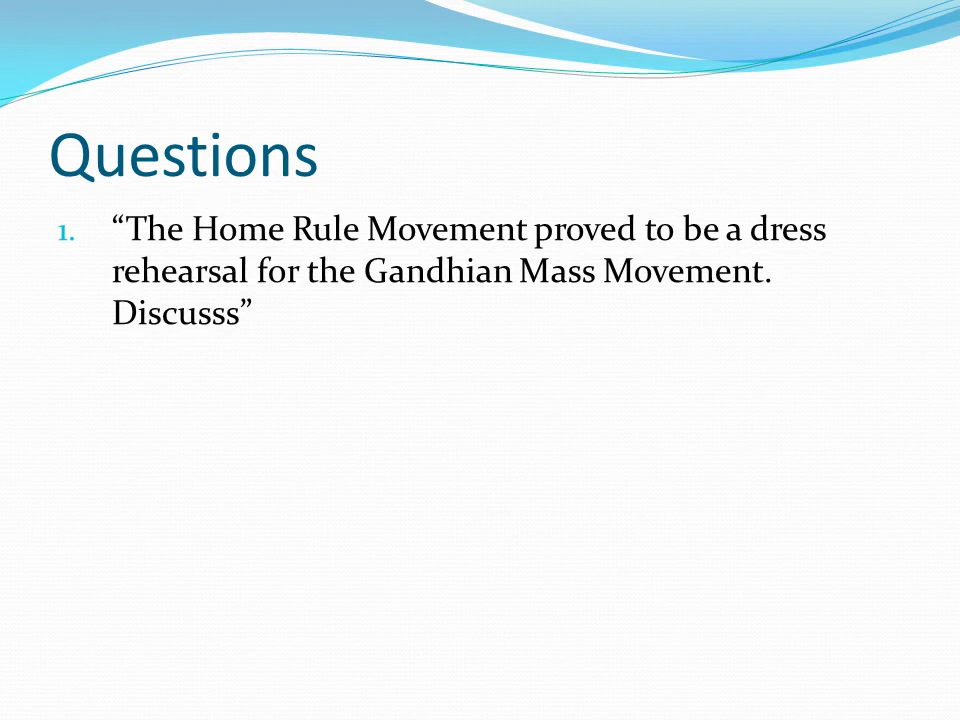 Questions
1. “The Home Rule Movement proved to be a dress
rehearsal for the Gandhian Mass Movement.
Discusss”